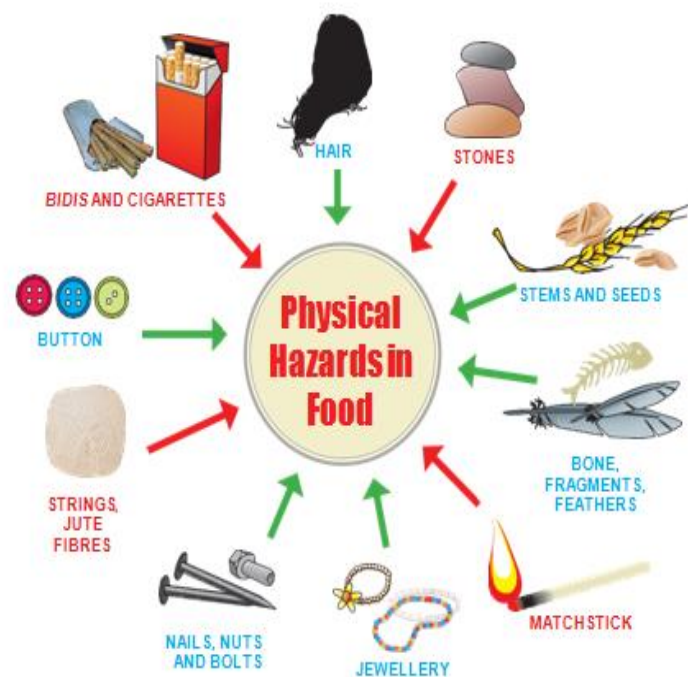 BIDIS AND CIGARETTES
HAIR
STONES
STEMS AND SEEDS
BUTTON
Physical
Hazards in
Food
BONE,
FRAGMENTS,
FEATHERS
STRINGS,
JUTE
FIBRES
NAILS, NUTS
AND BOLTS
JEWELLERY
MATCHSTICK